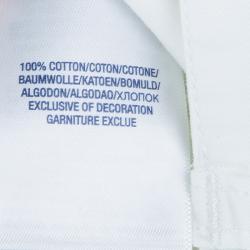 100% COTTON/COTON/COTONE/
BAUMWOLLE/KATOEN/BOMULD/
ALGODON/ALGODAO/ХЛОПОК
EXCLUSIVE OF DECORATION
GARNITURE EXCLUE